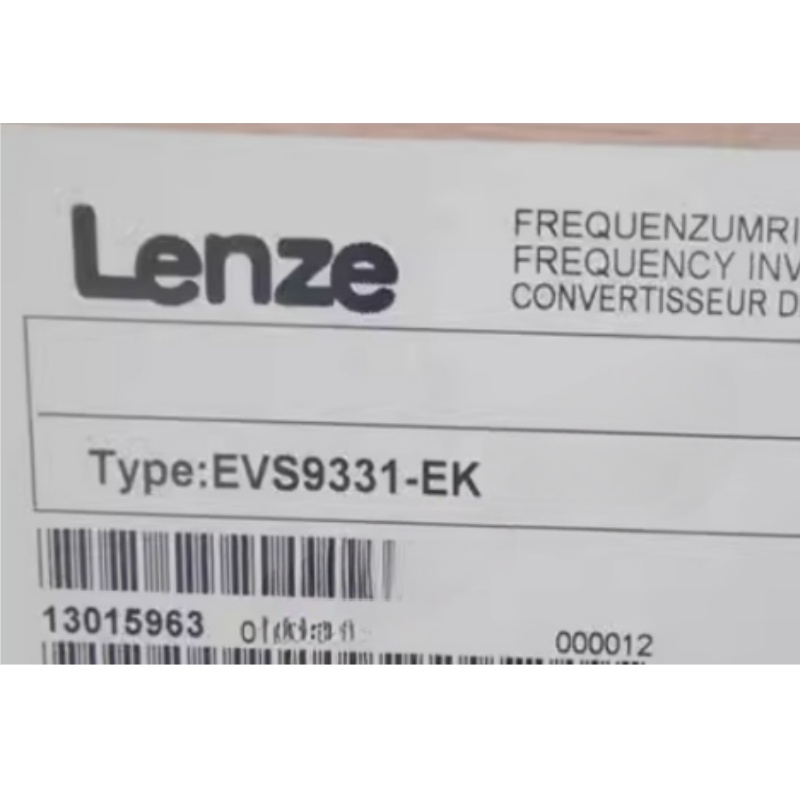 Lenze
FREQUENZUMRI
FREQUENCY INV
CONVERTISSEUR D
Type:EVS9331-EK
13015963
000012